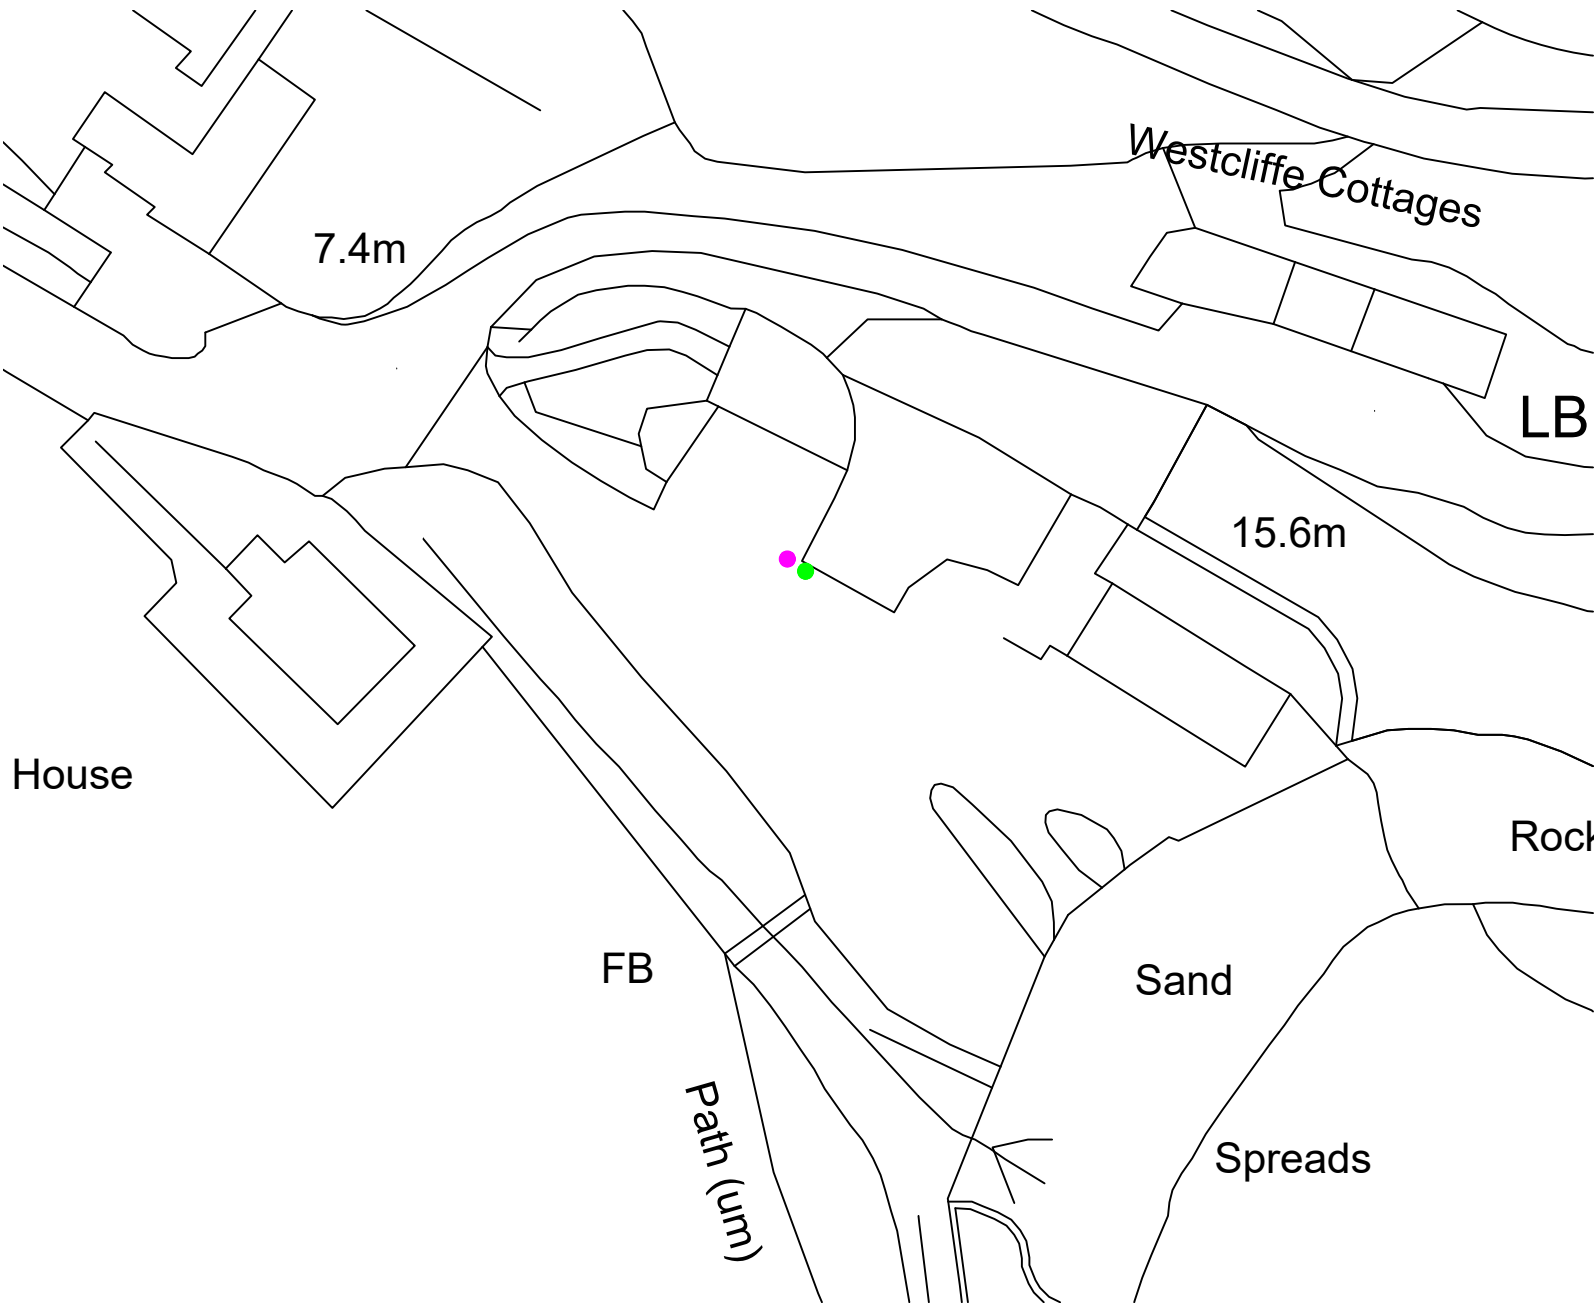 Westcliffe Cottages
7.4m
LB
15.6m
House
Rock
FB
Sand
Path (um)
Spreads